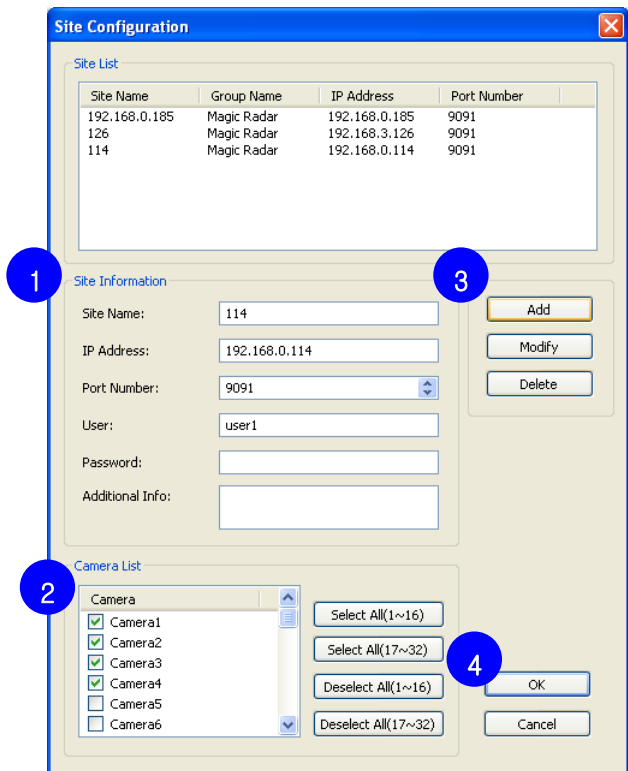 Site Configuration
Site List
Site Name Group Name IP Address Port Number
192.168.0.185 Magic Radar 192.168.0.185 9091
126 Magic Radar 192.168.3.126 9091
114 Magic Radar 192.168.0.114 9091
1
Site Information
3
Site Name: 114
Add
IP Address: 192.168.0.114
Modify
Port Number: 9091
Delete
User: user1
Password:
Additional Info:
2
Camera List
Camera
Camera1
Select All(1~16)
Camera2
Camera3
Select All(17~32)
4
Camera4
Deselect All(1~16)
OK
Camera5
Camera6
Deselect All(17~32)
Cancel